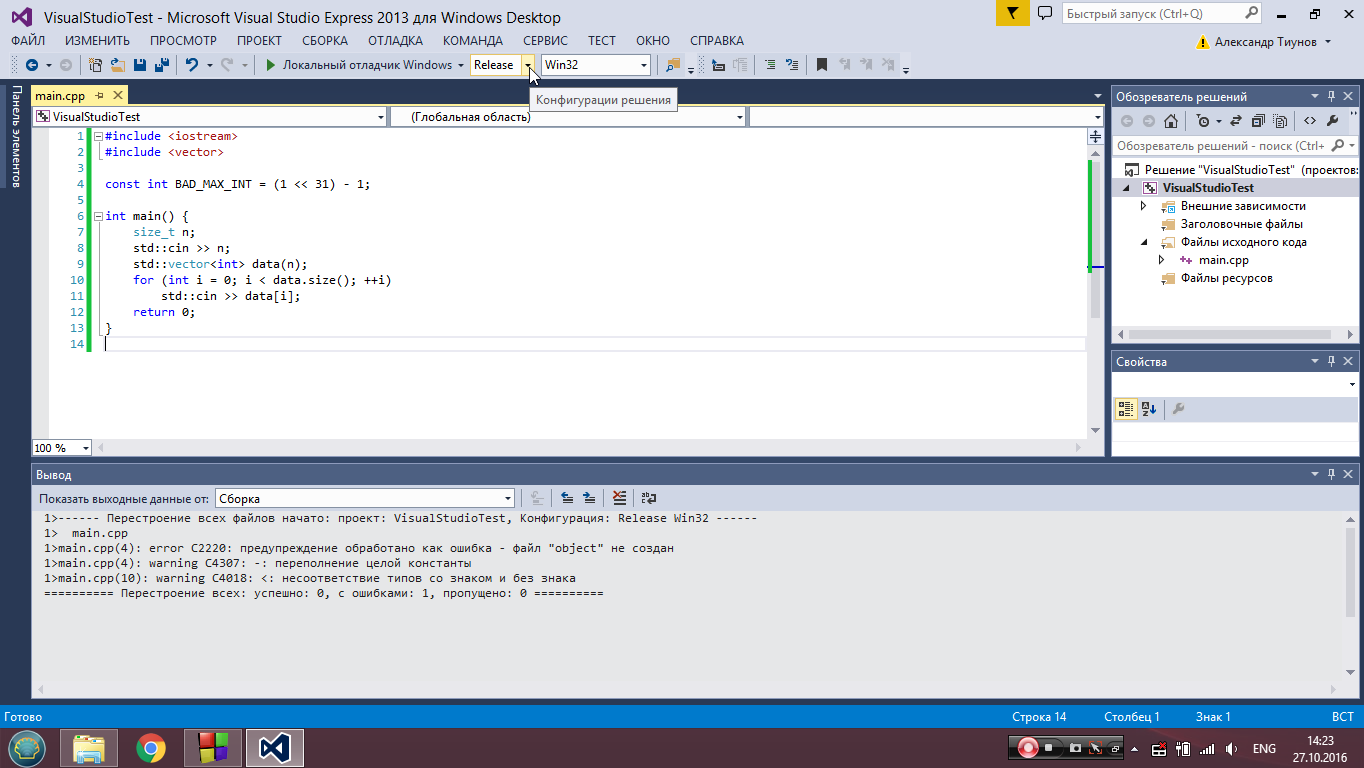 VisualStudioTest - Microsoft Visual Studio Express 2013 для Windows Desktop
Быстрый запуск (Ctrl+Q)
ФАЙЛ ИЗМЕНИТЬ ПРОСМОТР ПРОЕКТ СБОРКА ОТЛАДКА КОМАНДА СЕРВИС ТЕСТ ОКНО СПРАВКА
Александр Тиунов
Локальный отладчик Windows Release Win32
Конфигурации решения
Панель элементов
main.cpp
VisualStudioTest (Глобальная область)
1 #include <iostream>
2 #include <vector>
3
4 const int BAD_MAX_INT = (1 << 31) - 1;
5
6 int main() {
7 size_t n;
8 std::cin >> n;
9 std::vector<int> data(n);
10 for (int i = 0; i < data.size(); ++i)
11 std::cin >> data[i];
12 return 0;
13 }
14
100 %
Обозреватель решений
Обозреватель решений - поиск (Ctrl+
Решение "VisualStudioTest" (проектов:
VisualStudioTest
Внешние зависимости
Заголовочные файлы
Файлы исходного кода
main.cpp
Файлы ресурсов
Свойства
Вывод
Показать выходные данные от: Сборка
1>------ Перестроение всех файлов начато: проект: VisualStudioTest, Конфигурация: Release Win32 ------
1> main.cpp
1>main.cpp(4): error C2220: предупреждение обработано как ошибка - файл "object" не создан
1>main.cpp(4): warning C4307: -: переполнение целой константы
1>main.cpp(10): warning C4018: <: несоответствие типов со знаком и без знака
========== Перестроение всех: успешно: 0, с ошибками: 1, пропущено: 0 ==========
Готово Строка 14 Столбец 1 Знак 1 ВСТ
ENG
14:23
27.10.2016